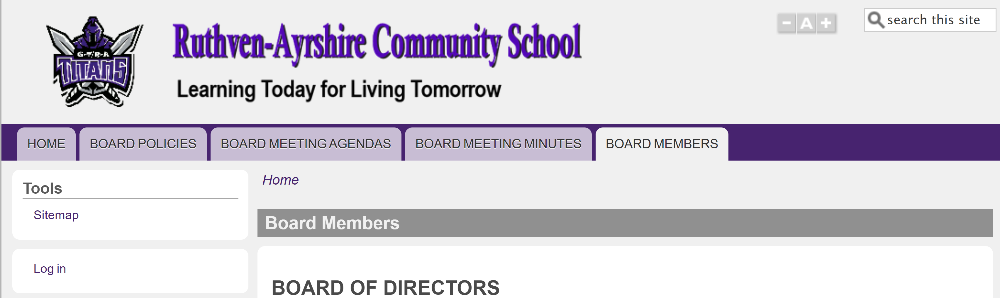 G-T/R-A
TITANS
Ruthven-Ayrshire Community School
Learning Today for Living Tomorrow
- A +
search this site
HOME
BOARD POLICIES
BOARD MEETING AGENDAS
BOARD MEETING MINUTES
BOARD MEMBERS
Tools
Sitemap
Log in
Home
Board Members
BOARD OF DIRECTORS